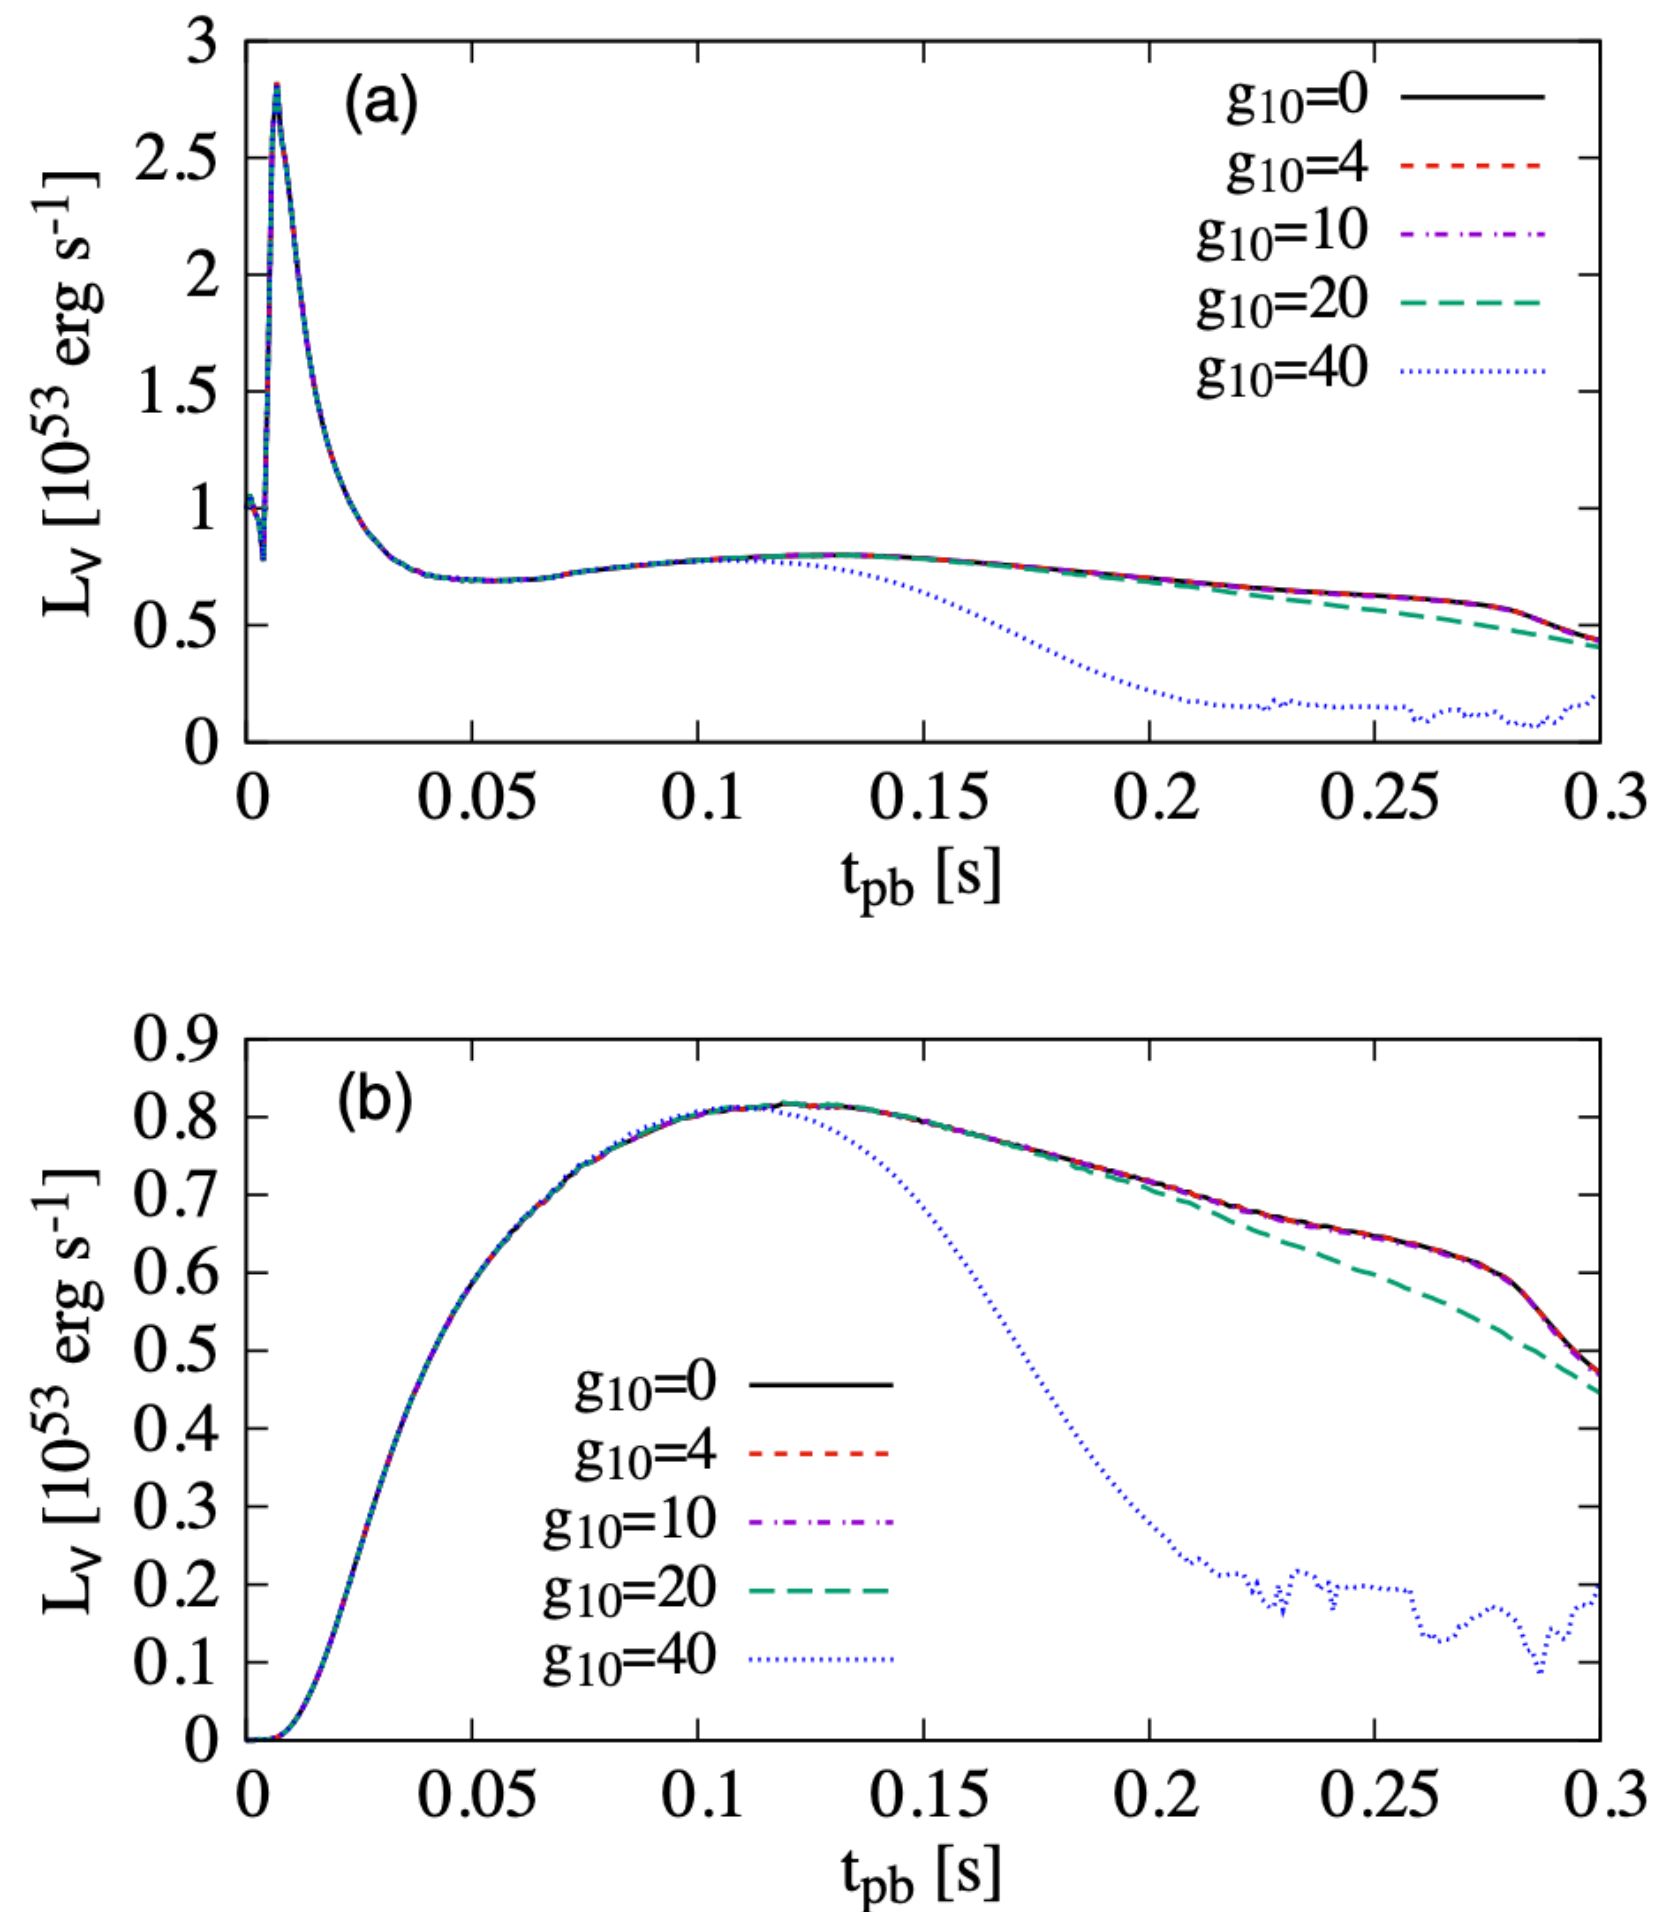 (a)
g10=0
g10=4
g10=10
g10=20
g10=40
3
2.5
2
1.5
1
0.5
0
Lν [10^53 erg s^-1]
0 0.05 0.1 0.15 0.2 0.25 0.3
tpb [s]
(b)
g10=0
g10=4
g10=10
g10=20
g10=40
0.9
0.8
0.7
0.6
0.5
0.4
0.3
0.2
0.1
0
Lν [10^53 erg s^-1]
0 0.05 0.1 0.15 0.2 0.25 0.3
tpb [s]